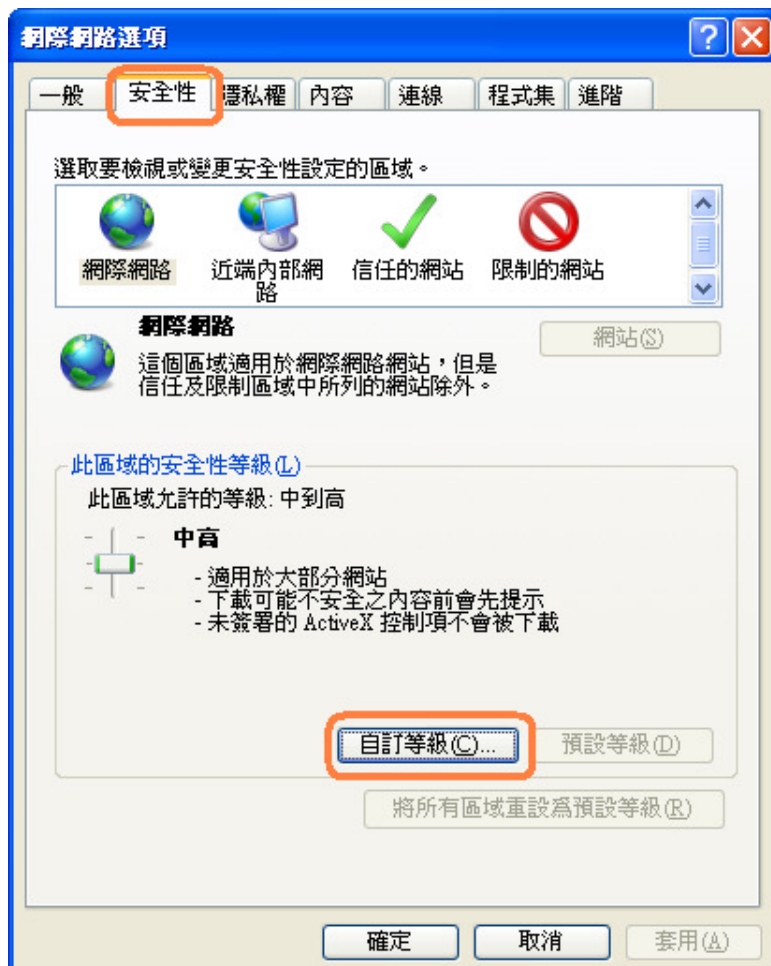 網際網路選項
一般 安全性 隱私權 內容 連線 程式集 進階
選取要檢視或變更安全性設定的區域。
網際網路 近端內部網路 信任的網站 限制的網站
網際網路
網站(S)
這個區域適用於網際網路網站，但是
信任及限制區域中所列的網站除外。
此區域的安全性等級(L)
此區域允許的等級: 中到高
中高
- 適用於大部分網站
- 下載可能不安全之內容前會先提示
- 未簽署的 ActiveX 控制項不會被下載
自訂等級(C)... 預設等級(D)
將所有區域重設為預設等級(R)
確定 取消 套用(A)